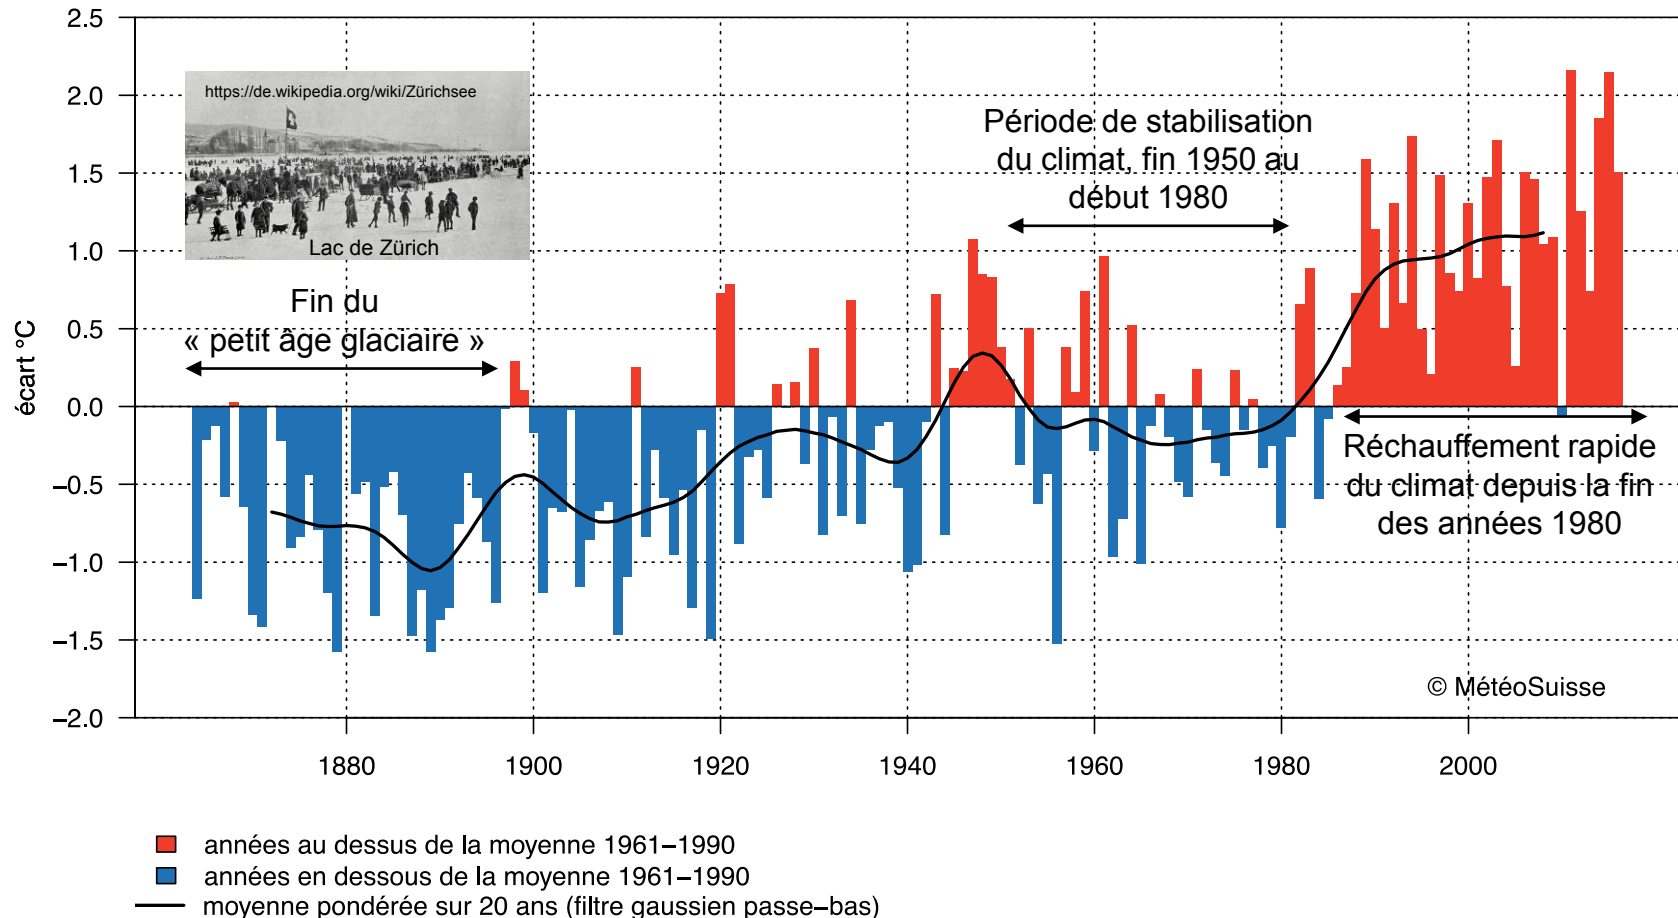 2.5
2.0
1.5
1.0
0.5
0.0
−0.5
−1.0
−1.5
−2.0
écart °C
https://de.wikipedia.org/wiki/Zürichsee
Lac de Zürich
Fin du
« petit âge glaciaire »
Période de stabilisation
du climat, fin 1950 au
début 1980
Réchauffement rapide
du climat depuis la fin
des années 1980
© MétéoSuisse
1880 1900 1920 1940 1960 1980 2000
années au dessus de la moyenne 1961−1990
années en dessous de la moyenne 1961−1990
moyenne pondérée sur 20 ans (filtre gaussien passe−bas)